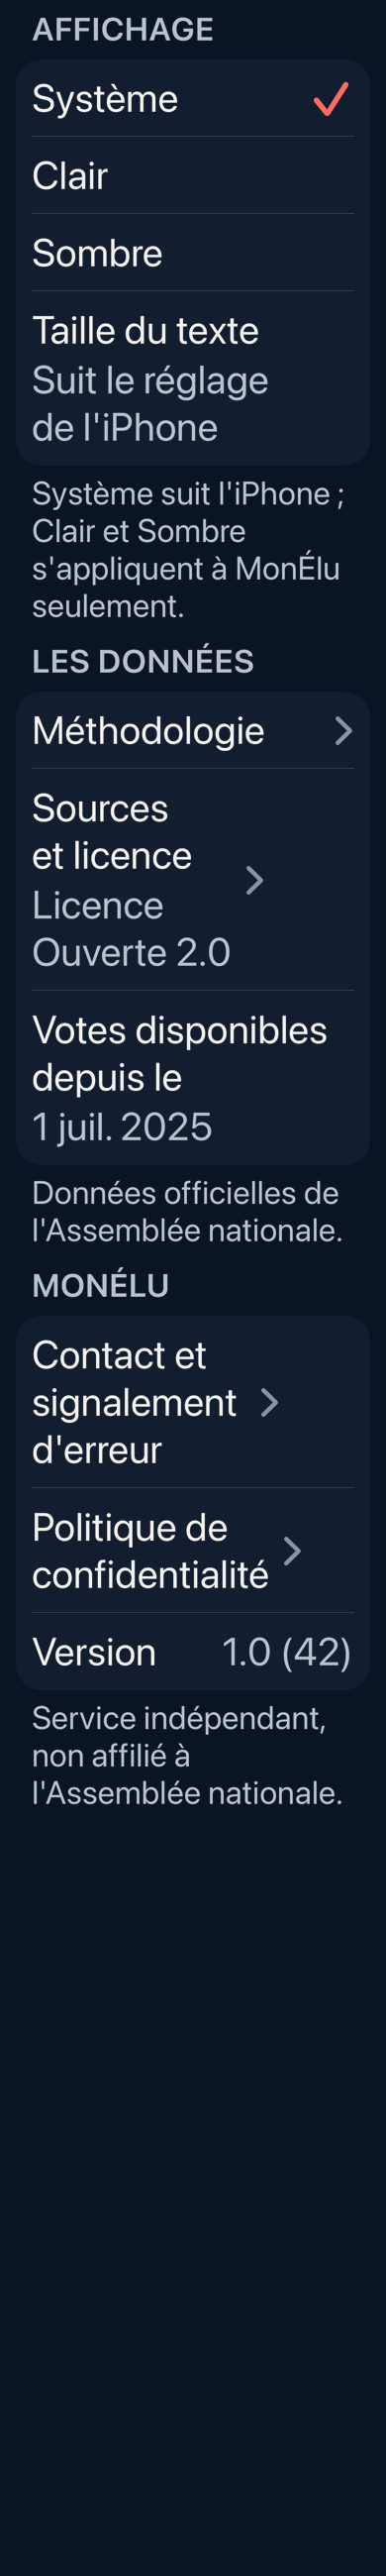 AFFICHAGE
Système
Clair
Sombre
Taille du texte
Suit le réglage
de l'iPhone
Système suit l'iPhone ;
Clair et Sombre
s'appliquent à MonÉlu
seulement.
LES DONNÉES
Méthodologie
Sources
et licence
Licence
Ouverte 2.0
Votes disponibles
depuis le
1 juil. 2025
Données officielles de
l'Assemblée nationale.
MONÉLU
Contact et
signalement
d'erreur
Politique de
confidentialité
Version 1.0 (42)
Service indépendant,
non affilié à
l'Assemblée nationale.